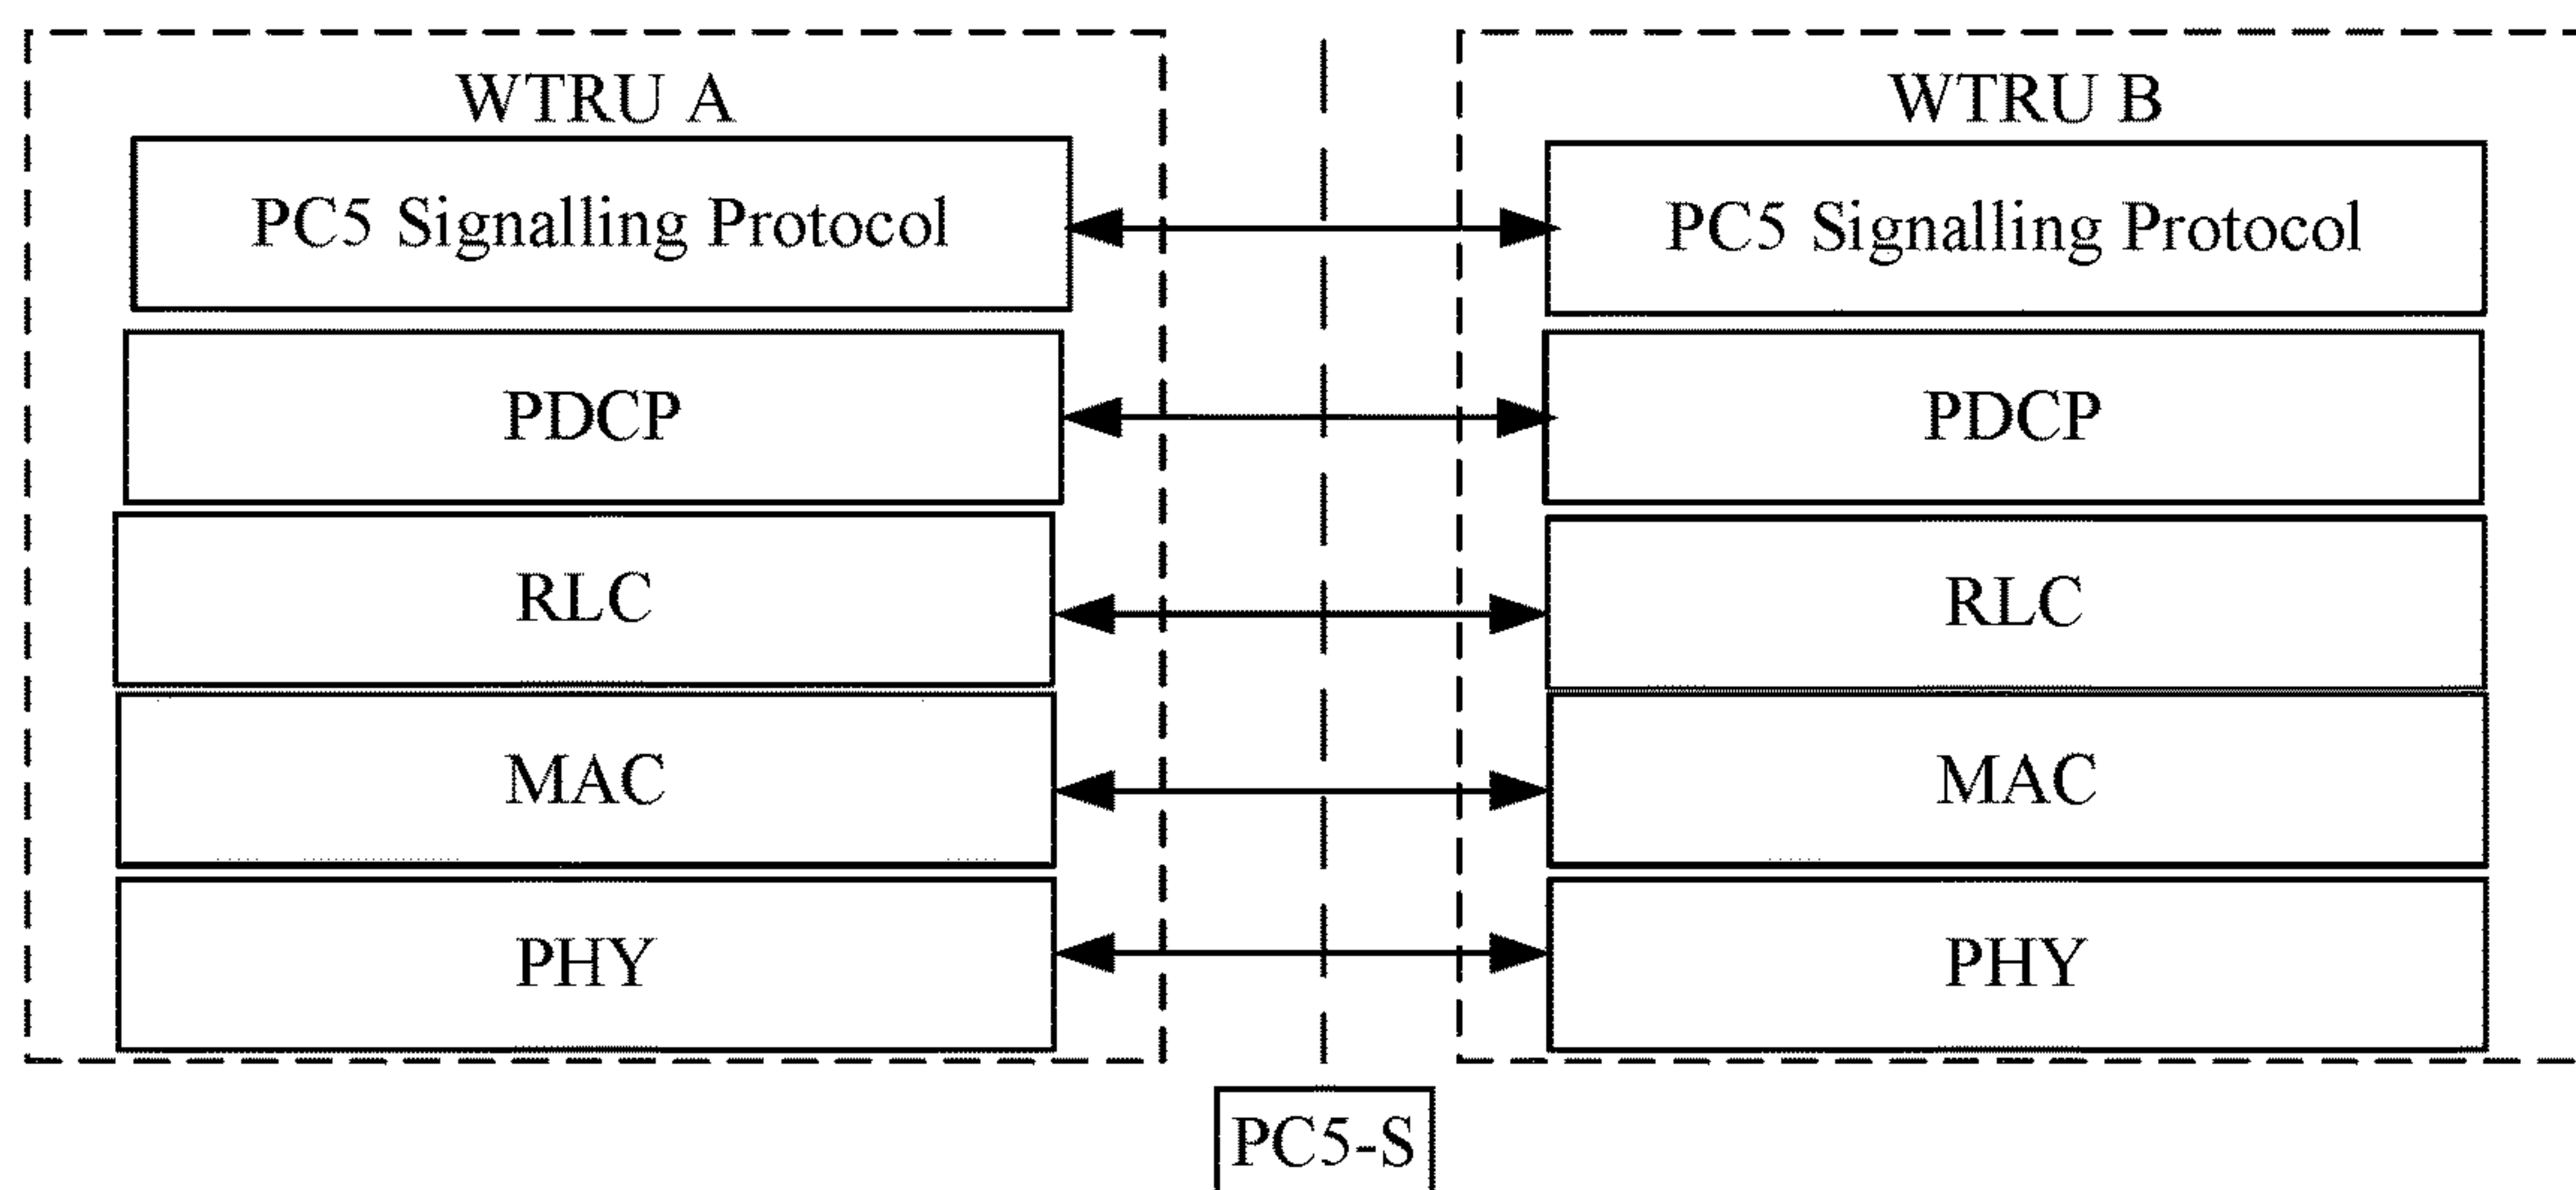 WTRU A
PC5 Signalling Protocol
PDCP
RLC
MAC
PHY
WTRU B
PC5 Signalling Protocol
PDCP
RLC
MAC
PHY
PC5-S